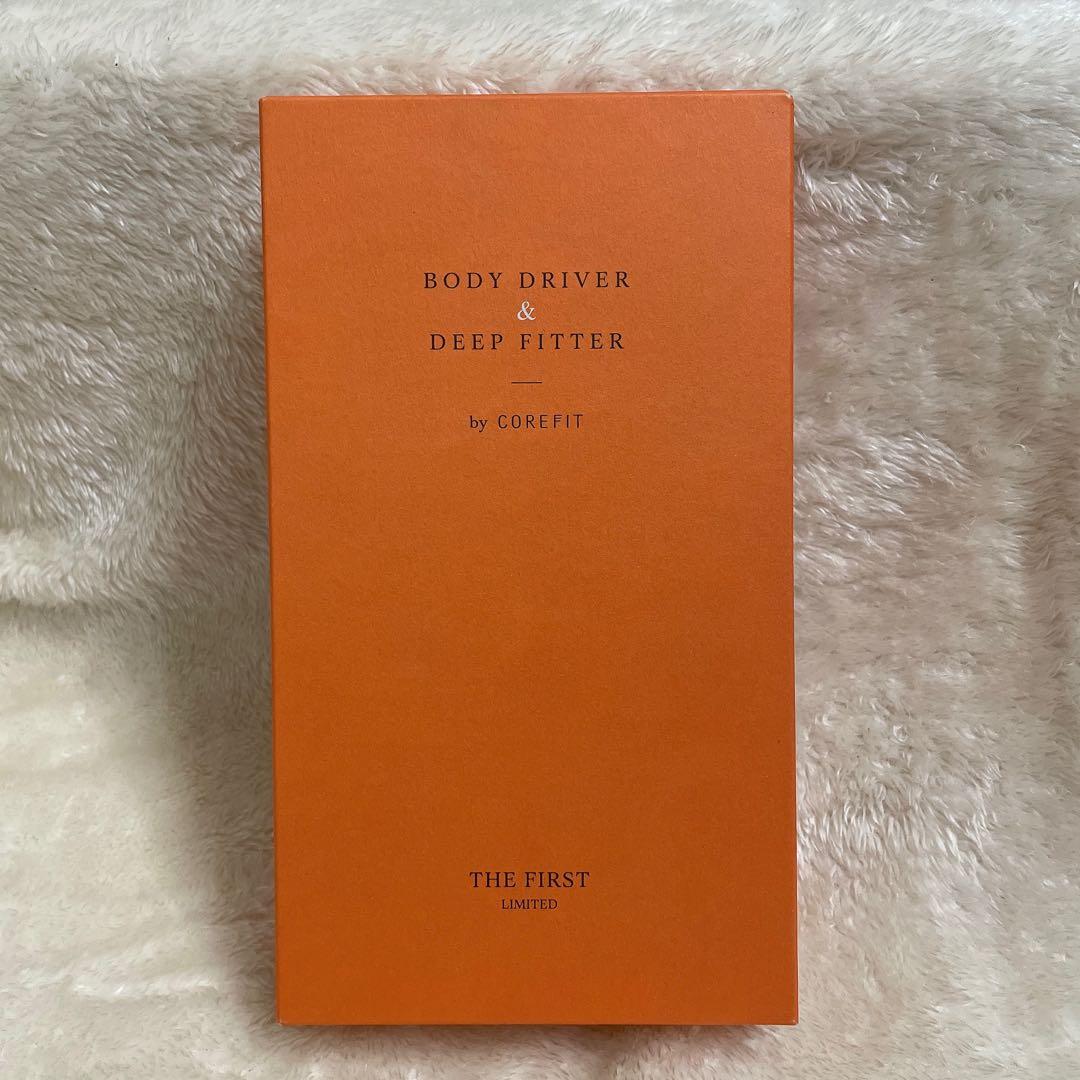 BODY DRIVER
&
DEEP FITTER
by COREFIT
THE FIRST
LIMITED